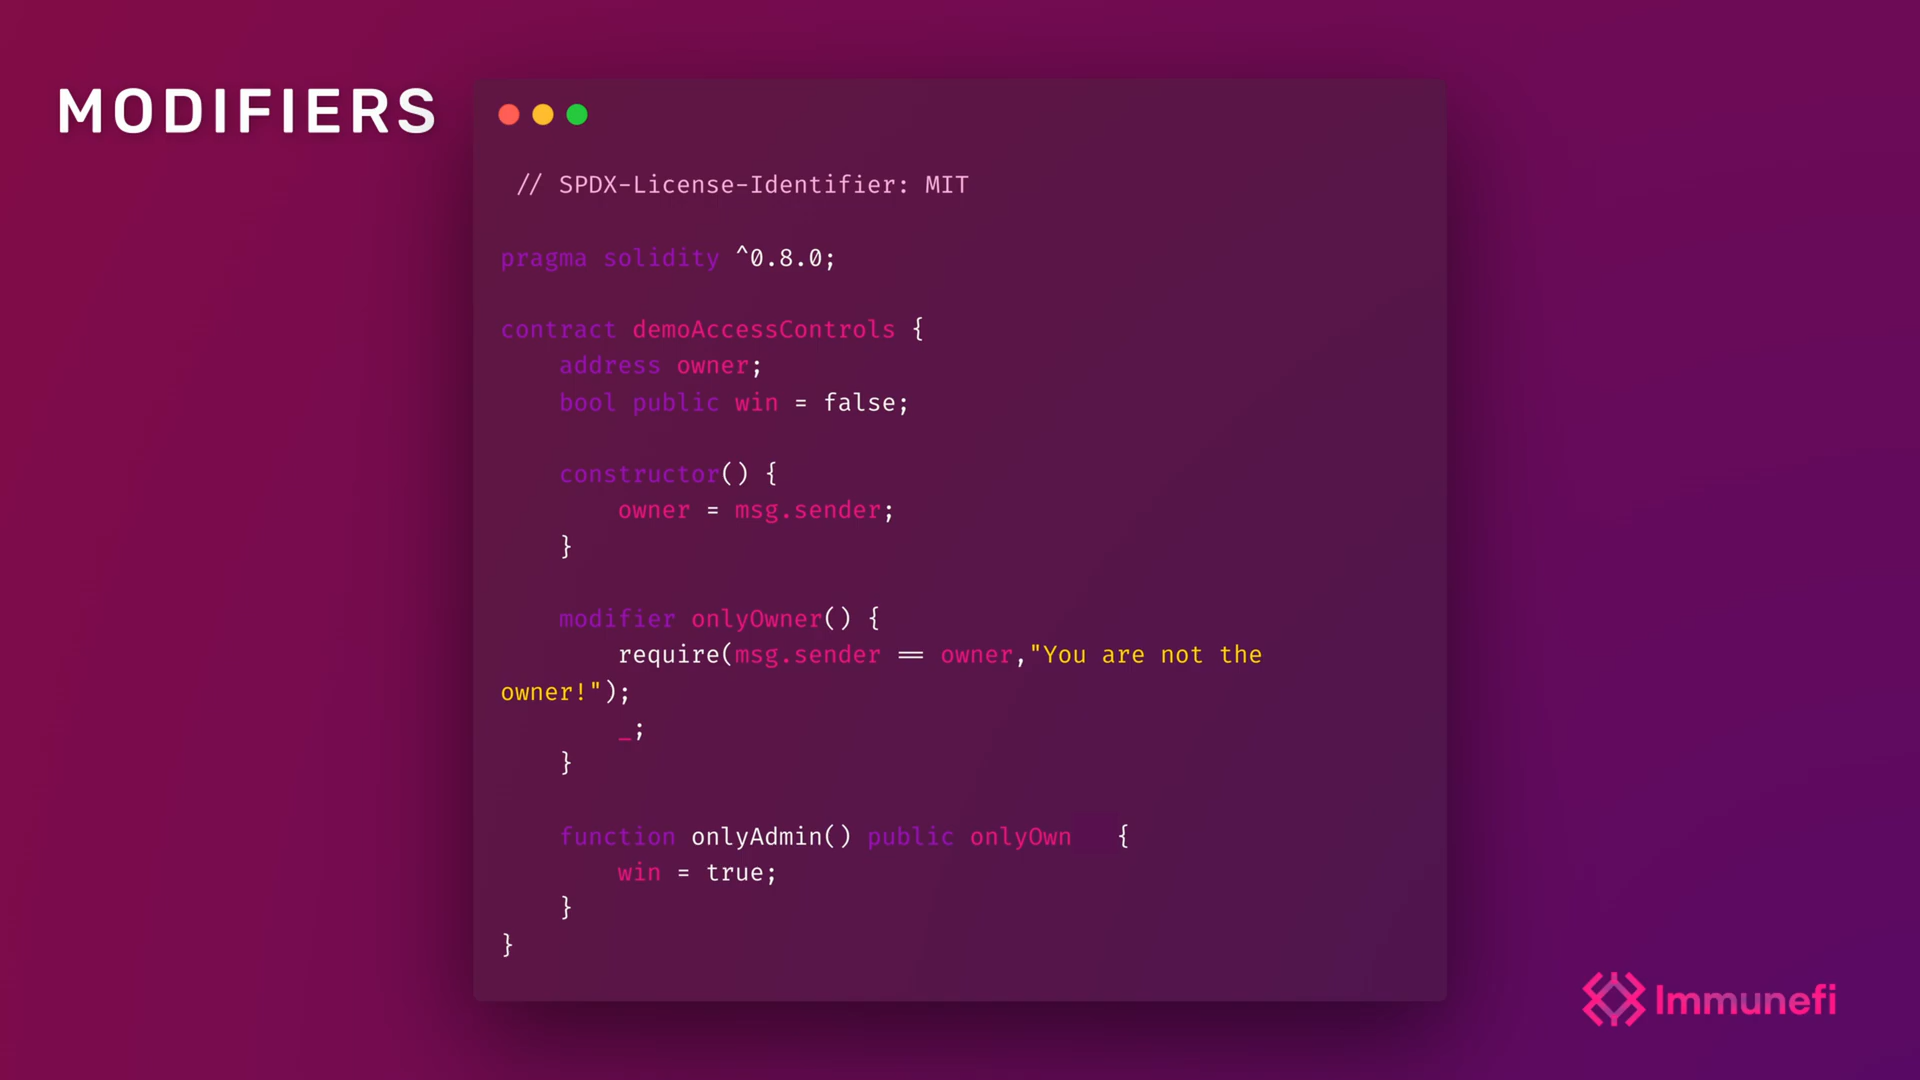 MODIFIERS
// SPDX-License-Identifier: MIT
pragma solidity ^0.8.0;
contract demoAccessControls {
address owner;
bool public win = false;
constructor() {
owner = msg.sender;
}
modifier onlyOwner() {
require(msg.sender == owner,"You are not the
owner!");
_;
}
function onlyAdmin() public onlyOwn {
win = true;
}
}
Immunefi